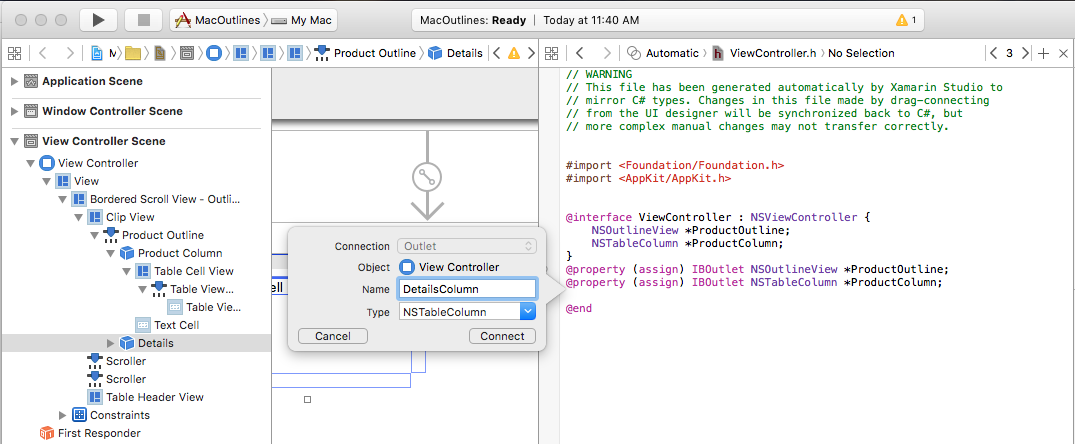 MacOutlines My Mac
MacOutlines: Ready | Today at 11:40 AM
1
Product Outline Details
Automatic ViewController.h No Selection
3
Application Scene
Window Controller Scene
View Controller Scene
View Controller
View
Bordered Scroll View - Outli...
Clip View
Product Outline
Product Column
Table Cell View
Table View...
Table Vie...
Text Cell
Details
Scroller
Scroller
Table Header View
Constraints
First Responder
Connection Outlet
Object View Controller
Name DetailsColumn
Type NSTableColumn
Cancel Connect
// WARNING
// This file has been generated automatically by Xamarin Studio to
// mirror C# types. Changes in this file made by drag-connecting
// from the UI designer will be synchronized back to C#, but
// more complex manual changes may not transfer correctly.
#import <Foundation/Foundation.h>
#import <AppKit/AppKit.h>
@interface ViewController : NSViewController {
NSOutlineView *ProductOutline;
NSTableColumn *ProductColumn;
}
@property (assign) IBOutlet NSOutlineView *ProductOutline;
@property (assign) IBOutlet NSTableColumn *ProductColumn;
@end